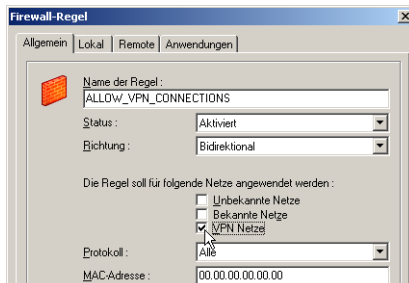 Firewall-Regel
Allgemein Lokal Remote Anwendungen
Name der Regel :
ALLOW_VPN_CONNECTIONS
Status : Aktiviert
Richtung : Bidirektional
Die Regel soll für folgende Netze angewendet werden :
Unbekannte Netze
Bekannte Netze
VPN Netze
Protokoll : Alle
MAC-Adresse : 00.00.00.00.00.00